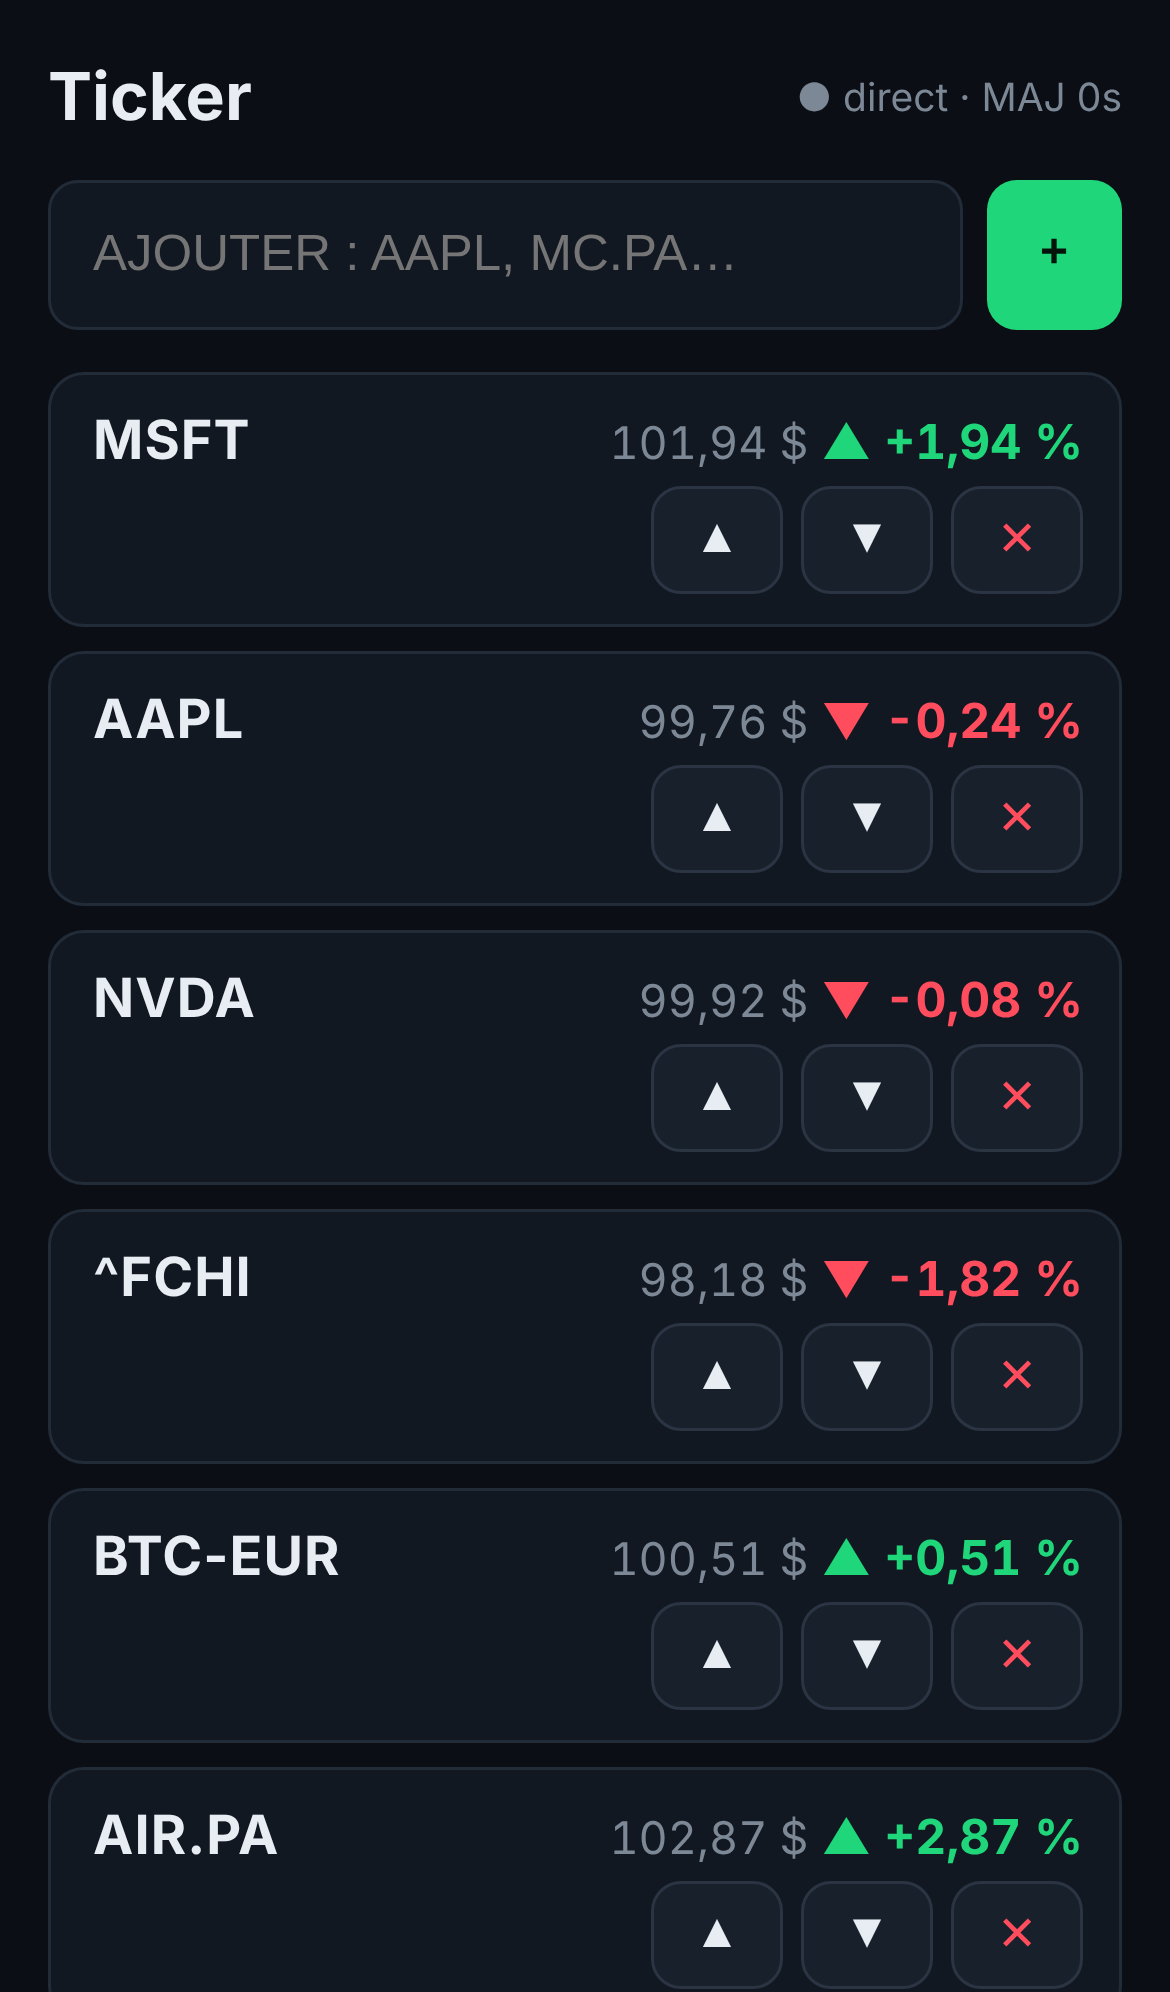 Ticker
direct · MAJ 0s
AJOUTER : AAPL, MC.PA...
+
MSFT
101,94 $ ▲ +1,94 %
▲ ▼ ✕
AAPL
99,76 $ ▼ -0,24 %
▲ ▼ ✕
NVDA
99,92 $ ▼ -0,08 %
▲ ▼ ✕
^FCHI
98,18 $ ▼ -1,82 %
▲ ▼ ✕
BTC-EUR
100,51 $ ▲ +0,51 %
▲ ▼ ✕
AIR.PA
102,87 $ ▲ +2,87 %
▲ ▼ ✕